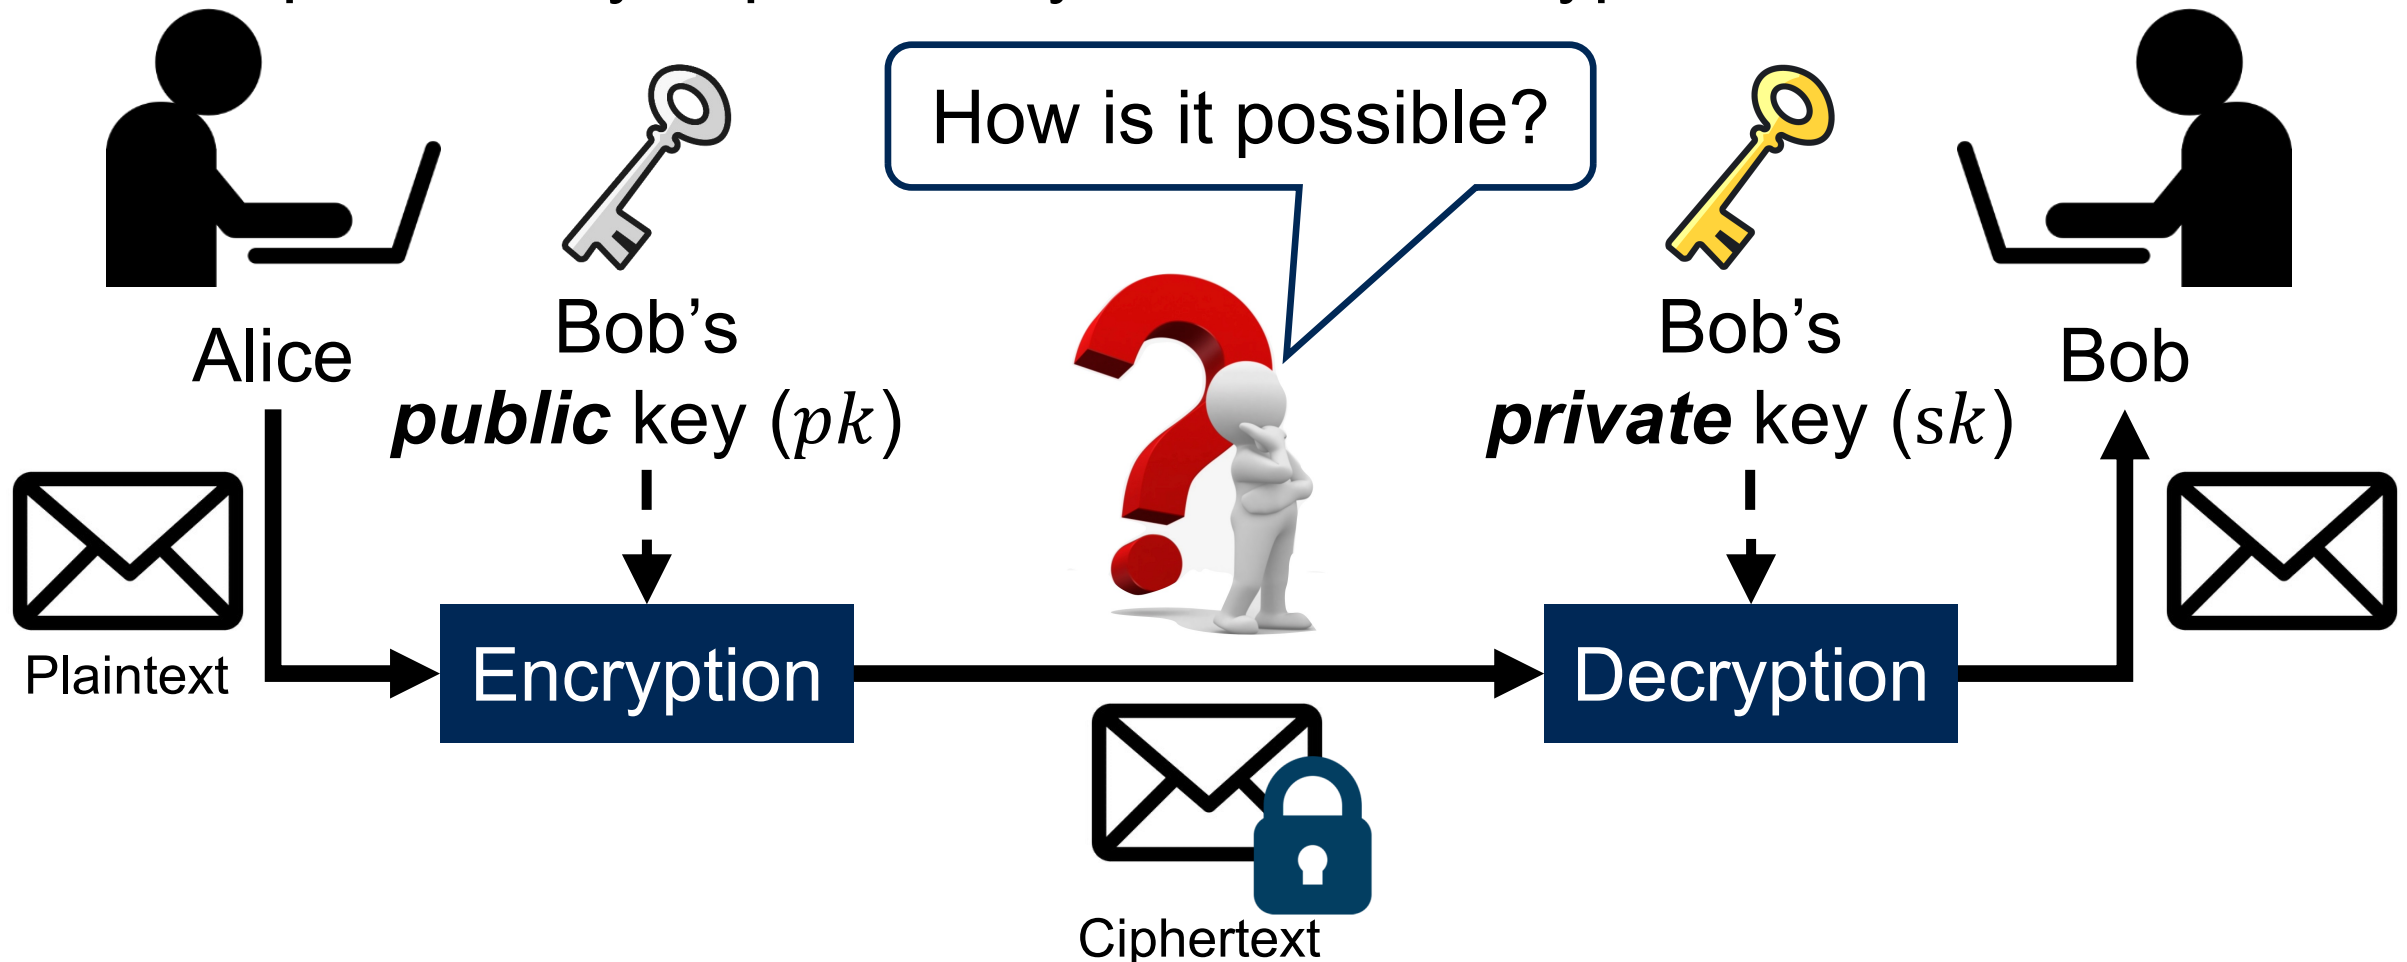 How is it possible?
Alice
Bob's
public key (pk)
Bob's
private key (sk)
Bob
Plaintext
Encryption
Decryption
Ciphertext